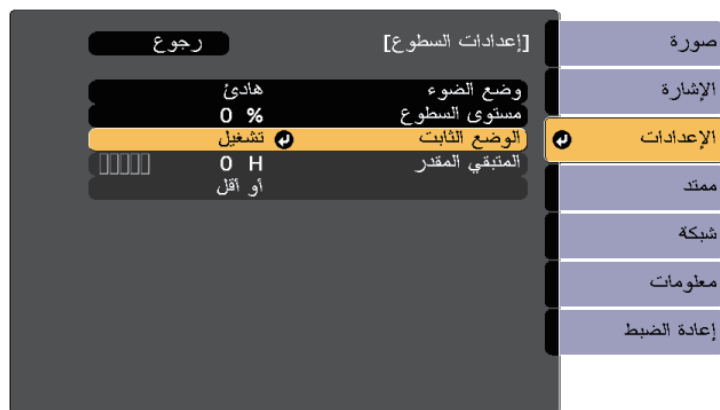 صورة
الإشارة
الإعدادات
ممتد
شبكة
معلومات
إعادة الضبط
[إعدادات السطوع] رجوع
وضع الضوء هادئ
مستوى السطوع 0 %
الوضع الثابت تشغيل
المتبقي المقدر 0 H
أو أقل